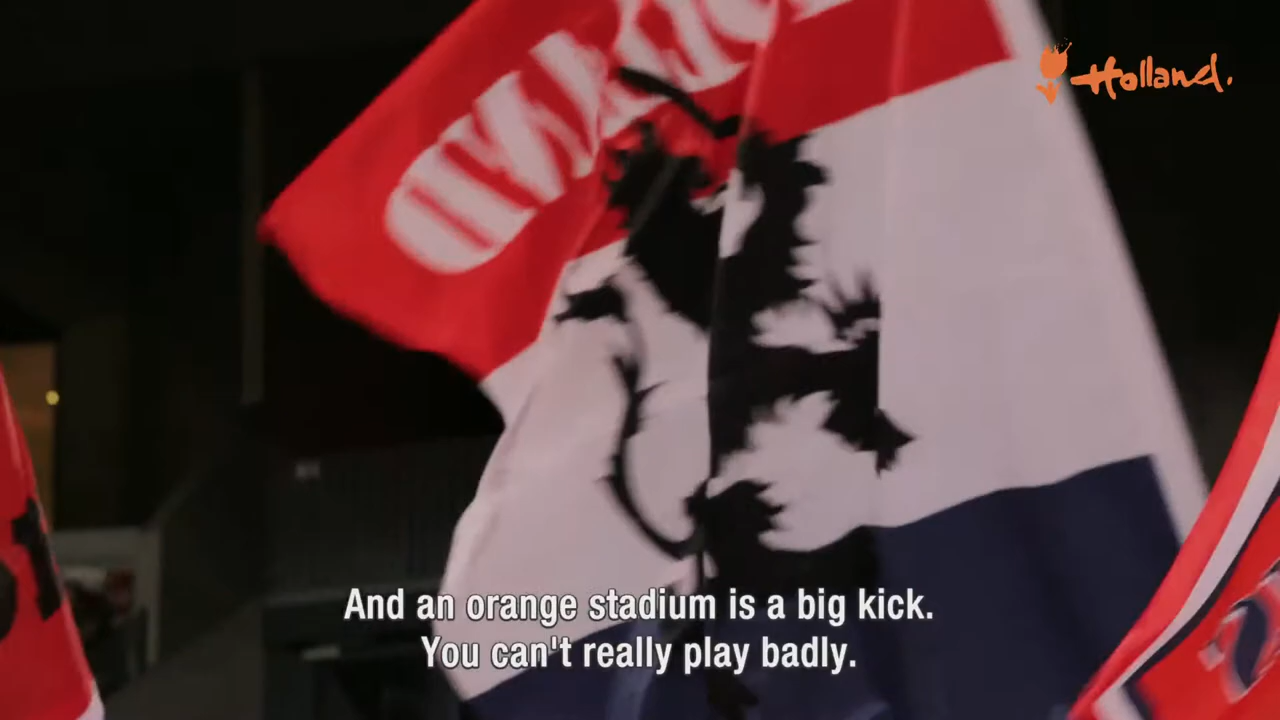 Holland.
And an orange stadium is a big kick.
You can't really play badly.